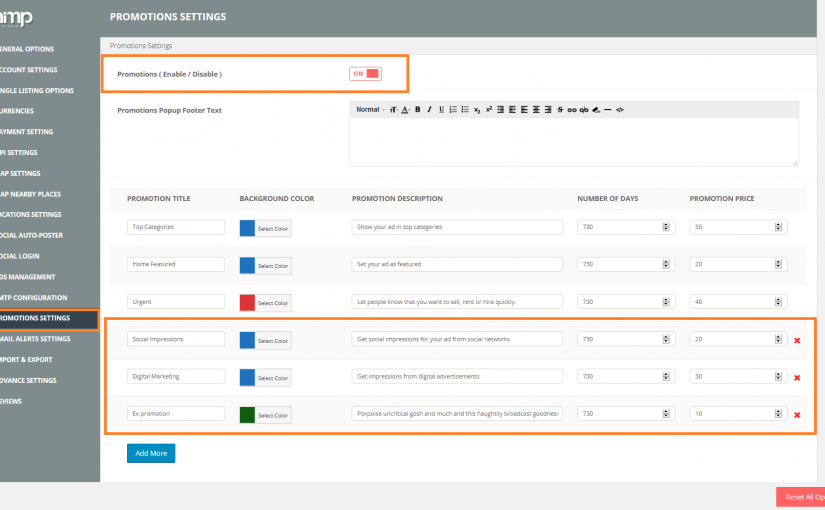 PROMOTIONS SETTINGS
ENERAL OPTIONS
CCOUNT SETTINGS
NGLE LISTING OPTIONS
URRENCIES
AYMENT SETTING
PI SETTINGS
AP SETTINGS
AP NEARBY PLACES
OCATIONS SETTINGS
OCIAL AUTO-POSTER
OCIAL LOGIN
DS MANAGEMENT
MTP CONFIGURATION
ROMOTIONS SETTINGS
MAIL ALERTS SETTINGS
MPORT & EXPORT
DVANCE SETTINGS
EVIEWS
Promotions Settings
Promotions ( Enable / Disable ) ON
Promotions Popup Footer Text
Normal
PROMOTION TITLE BACKGROUND COLOR PROMOTION DESCRIPTION NUMBER OF DAYS PROMOTION PRICE
Top Categories Select Color Show your ad in top categories 730 50
Home Featured Select Color Set your ad as featured 730 20
Urgent Select Color Let people know that you want to sell, rent or hire quickly. 730 40
Social Impressions Select Color Get social impressions for your ad from social networks 730 20
Digital Marketing Select Color Get impressions from digital advertisements 730 30
Ex promotion Select Color Porpoise uncritical gosh and much and this haughtily broadcast goodness 730 10
Add More
Reset All Op